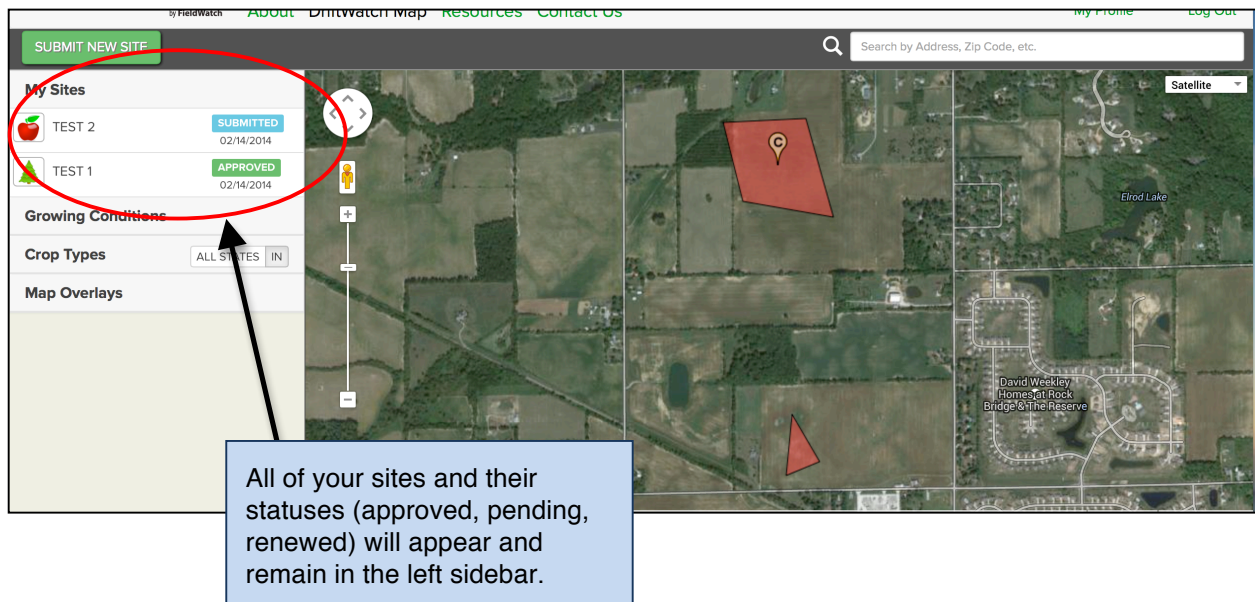 by FieldWatch About DriftWatch Map Resources Contact Us My Profile Log Out
SUBMIT NEW SITE
Search by Address, Zip Code, etc.
My Sites
Satellite
TEST 2 SUBMITTED
02/14/2014
C
TEST 1 APPROVED
02/14/2014
Elrod Lake
Growing Conditions
Crop Types ALL STATES IN
Map Overlays
David Weekley
Homes at Rock
Bridge & The Reserve
All of your sites and their
statuses (approved, pending,
renewed) will appear and
remain in the left sidebar.